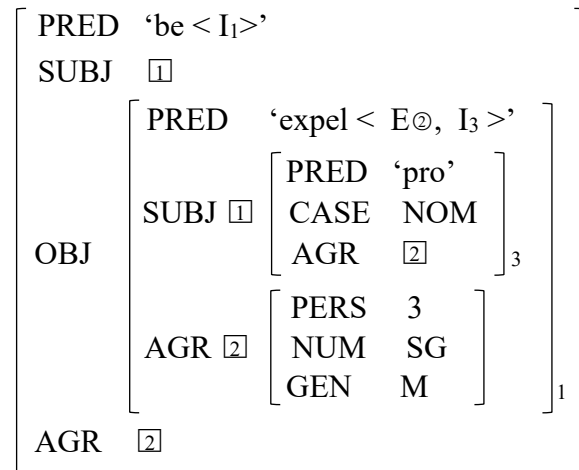 PRED ‘be < I₁>’
SUBJ 1
PRED ‘expel < E②, I₃ >’
PRED ‘pro’
SUBJ 1 CASE NOM
OBJ AGR 2
3
PERS 3
AGR 2 NUM SG
GEN M
1
AGR 2